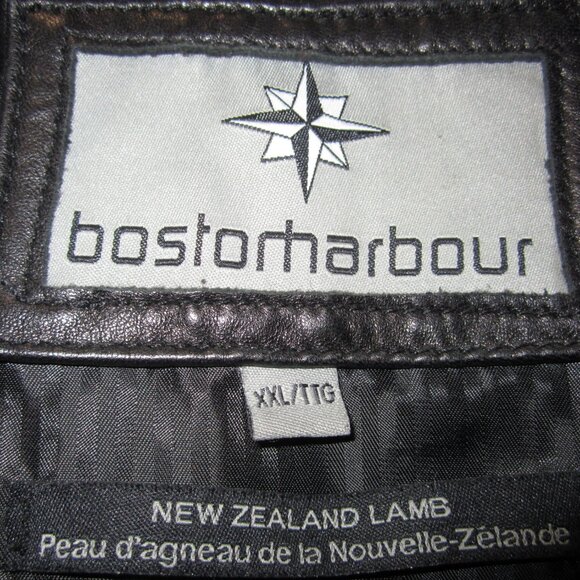 bostonharbour
XXL/TTG
NEW ZEALAND LAMB
Peau d'agneau de la Nouvelle-Zélande